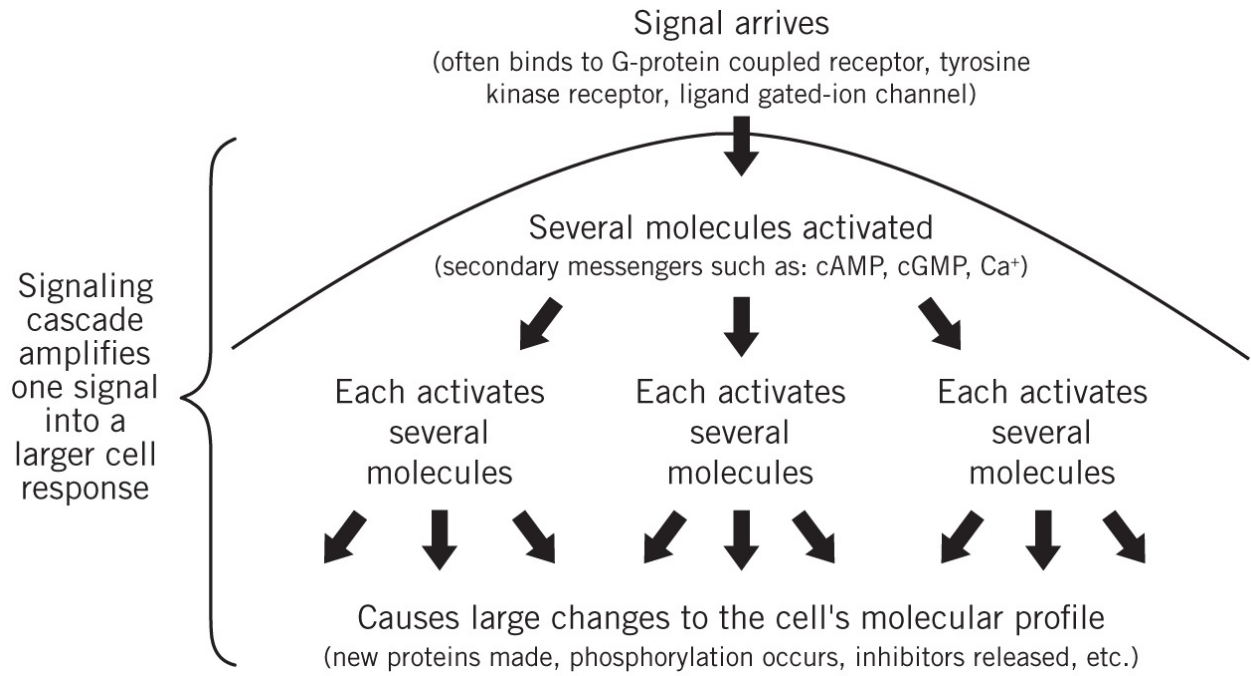 Signal arrives
(often binds to G-protein coupled receptor, tyrosine
kinase receptor, ligand gated-ion channel)
Several molecules activated
(secondary messengers such as: cAMP, cGMP, Ca⁺)
Signaling
cascade
amplifies
one signal
into a
larger cell
response
Each activates
several
molecules
Each activates
several
molecules
Each activates
several
molecules
Causes large changes to the cell's molecular profile
(new proteins made, phosphorylation occurs, inhibitors released, etc.)